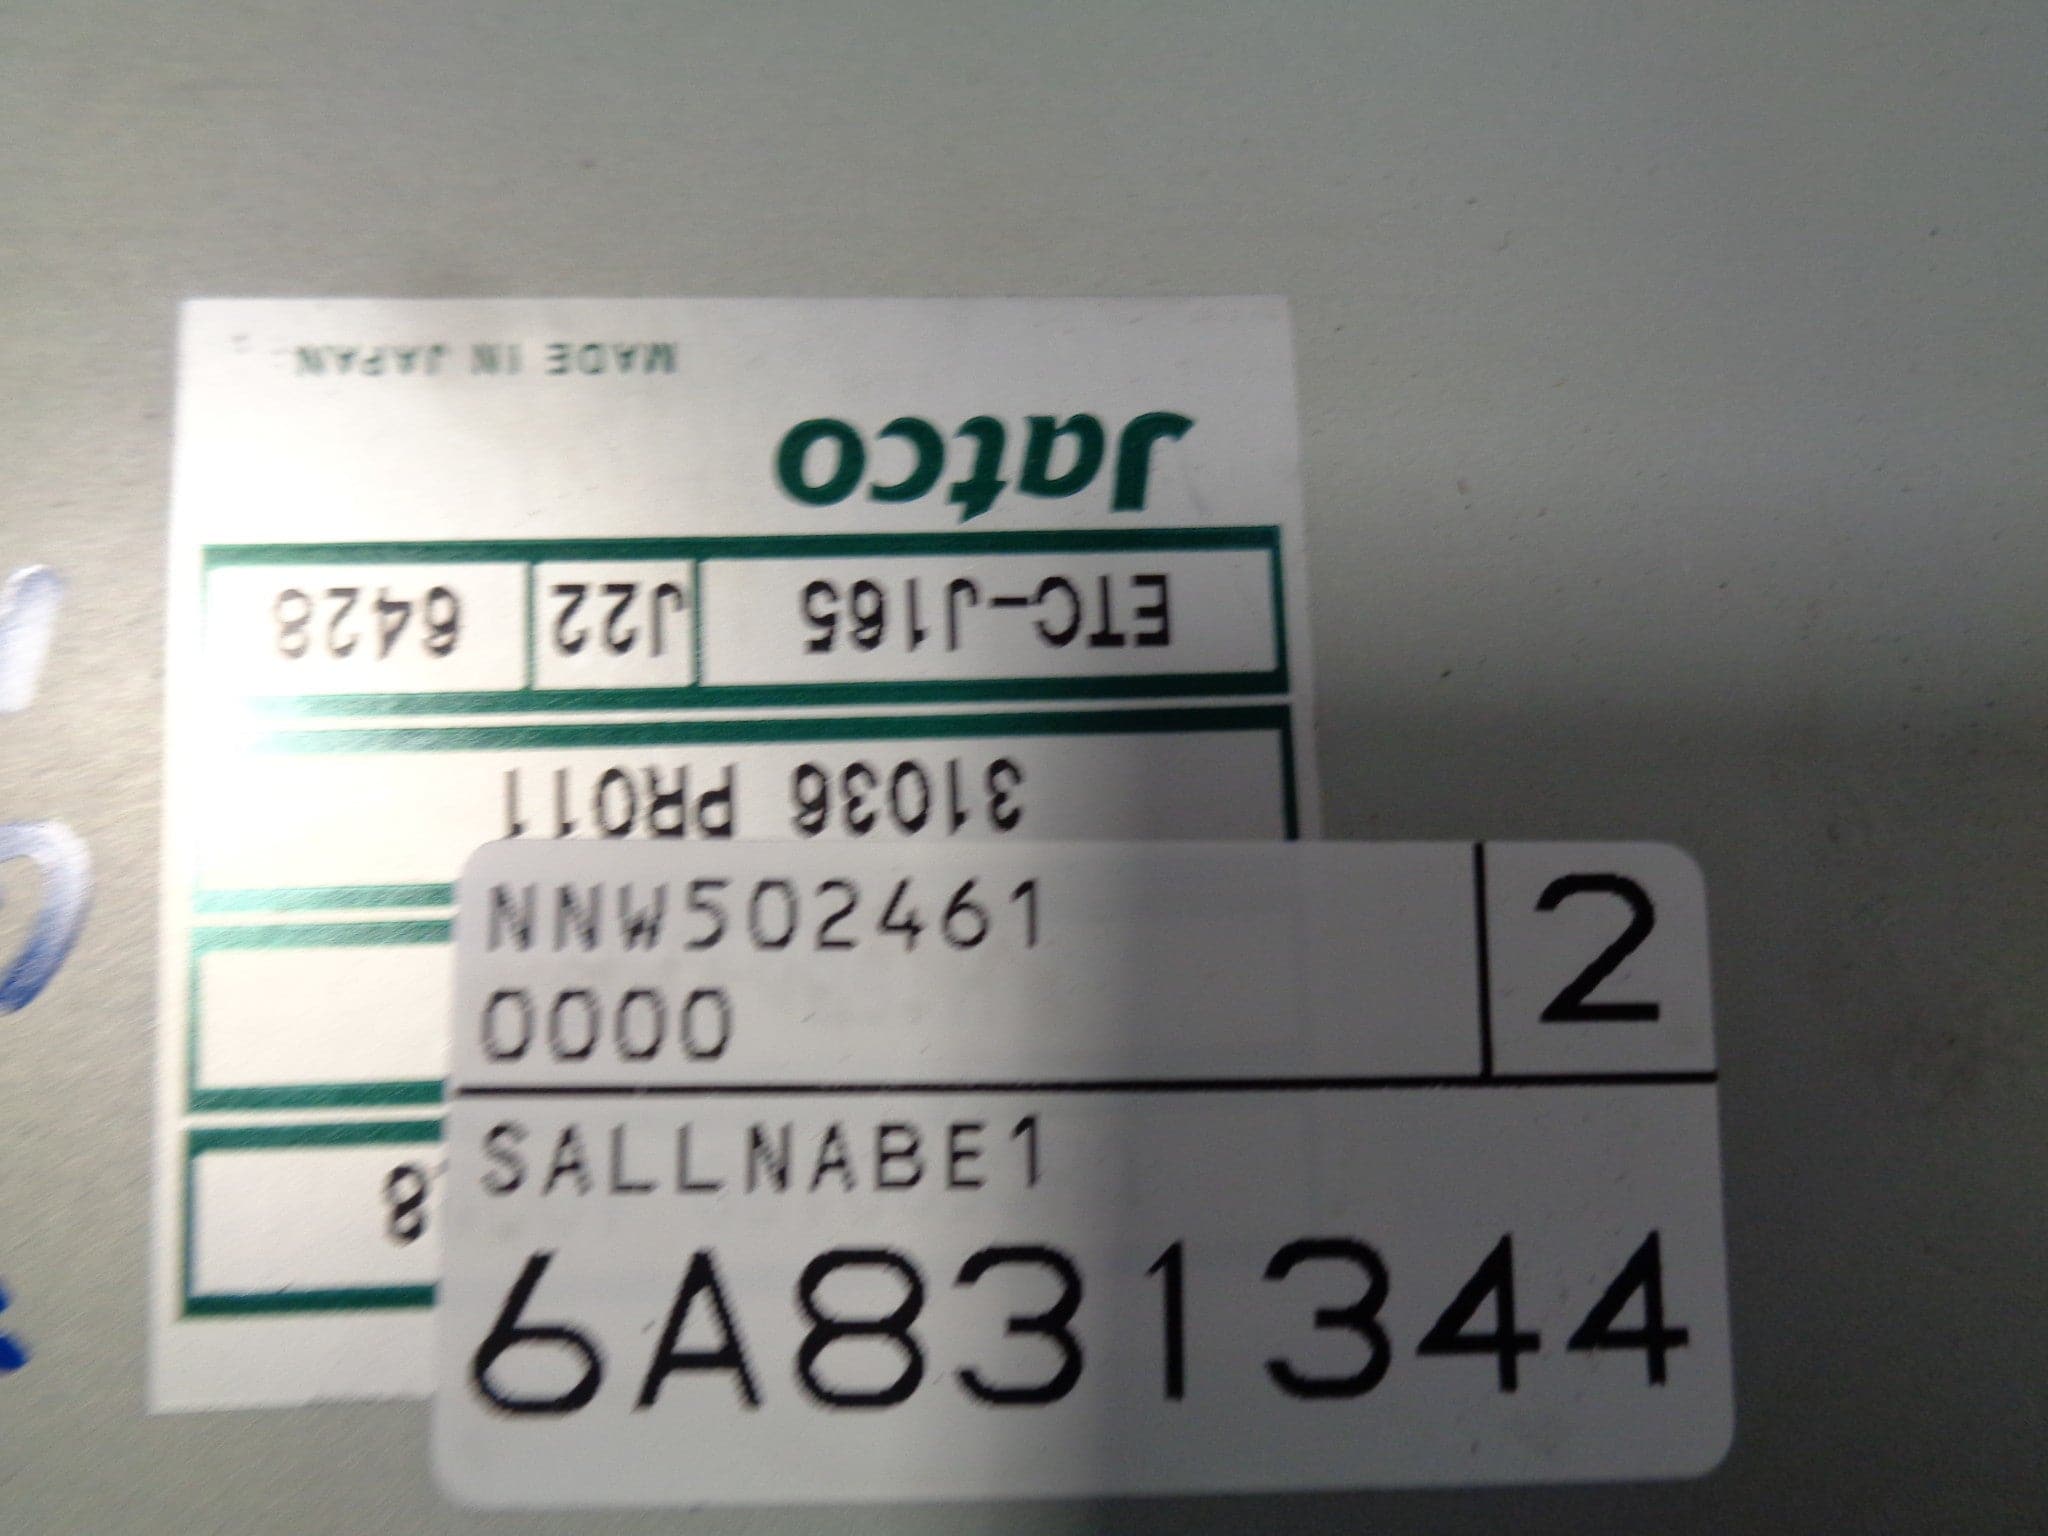 MADE IN JAPAN
Jatco
ETC-J165 J22 6428
31036 PR011
8
NNW502461
0000
2
SALLNABE1
6A831344